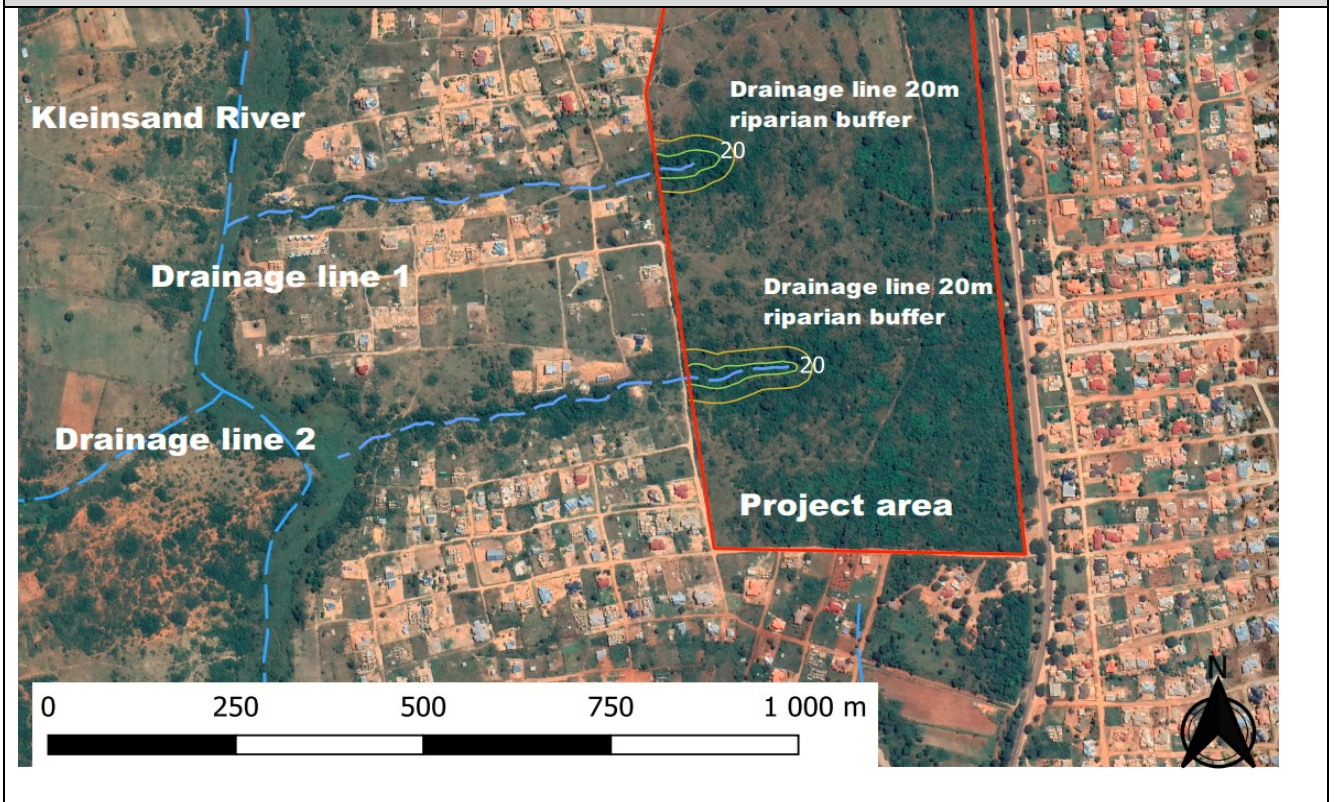 Drainage line 20m
riparian buffer
Kleinsand River
20
Drainage line 1
Drainage line 20m
riparian buffer
20
Drainage line 2
Project area
N
0 250 500 750 1 000 m